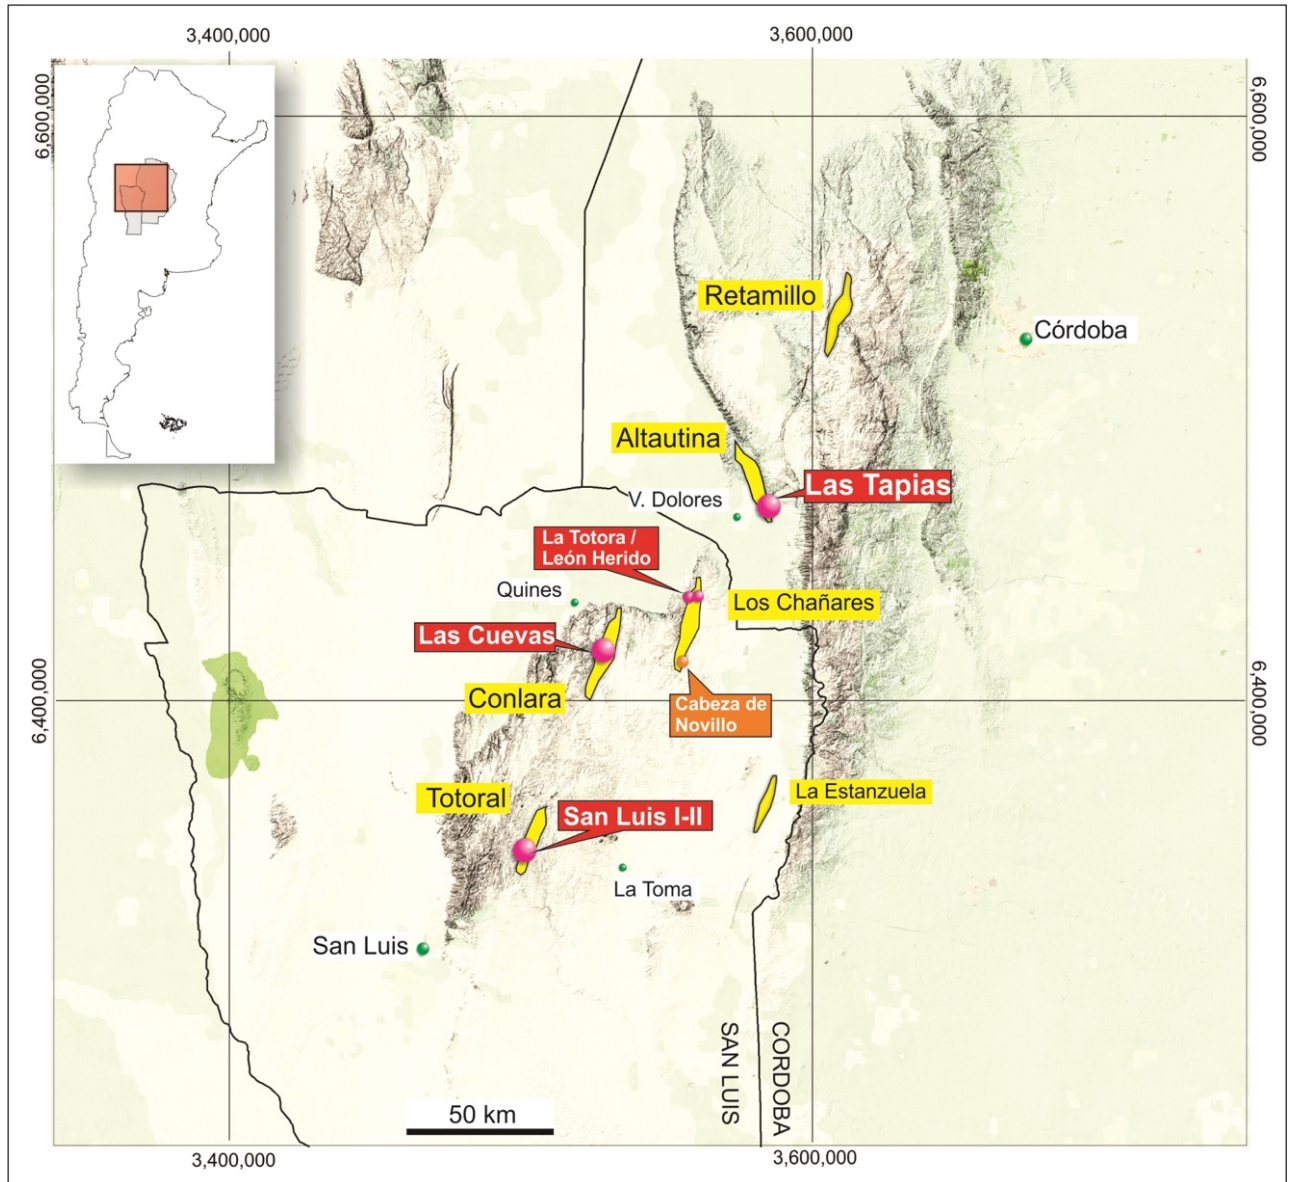 3,400,000
3,600,000
6,600,000
6,600,000
Retamillo
Córdoba
Altautina
Las Tapias
V. Dolores
La Totora /
León Herido
Quines
Los Chañares
Las Cuevas
Conlara
Cabeza de
Novillo
6,400,000
6,400,000
Totoral
La Estanzuela
San Luis I-II
La Toma
San Luis
SAN LUIS
CORDOBA
50 km
3,400,000
3,600,000